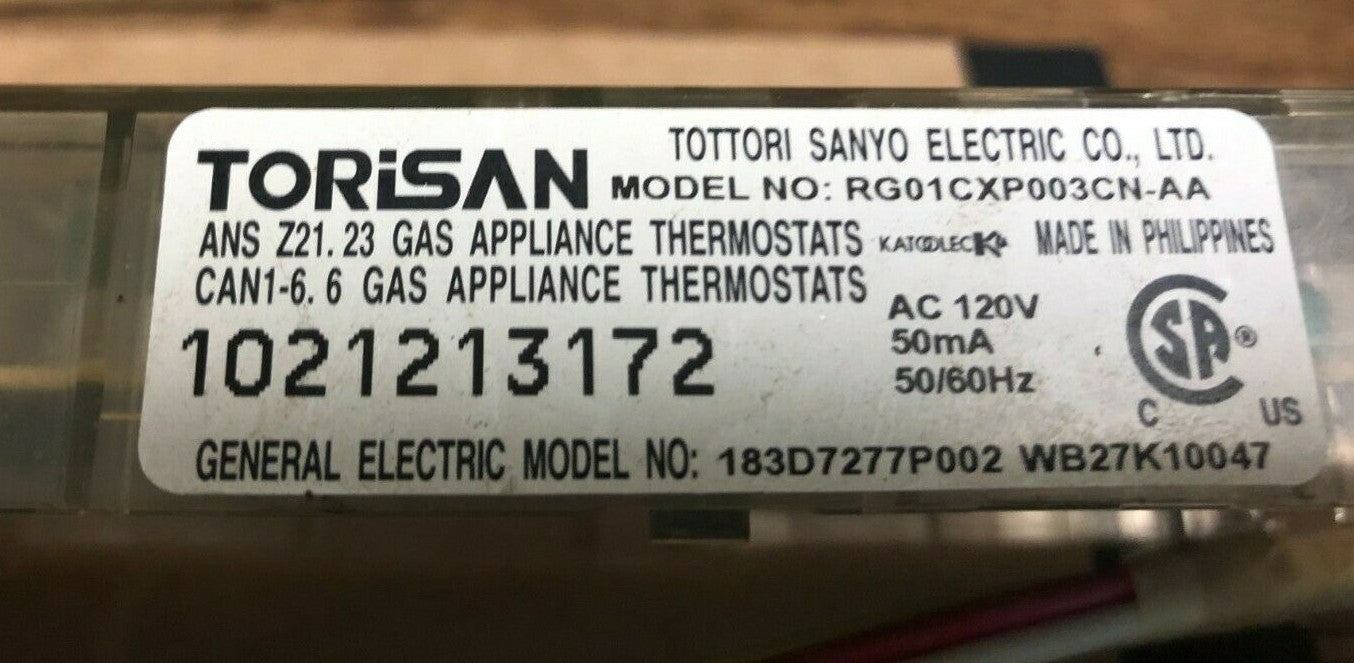 TORiSAN TOTTORI SANYO ELECTRIC CO., LTD.
MODEL NO: RG01CXP003CN-AA
ANS Z21.23 GAS APPLIANCE THERMOSTATS KATOOLEC K MADE IN PHILIPPINES
CAN1-6.6 GAS APPLIANCE THERMOSTATS
AC 120V
1021213172 50mA
50/60Hz
SA ®
C US
GENERAL ELECTRIC MODEL NO: 183D7277P002 WB27K10047